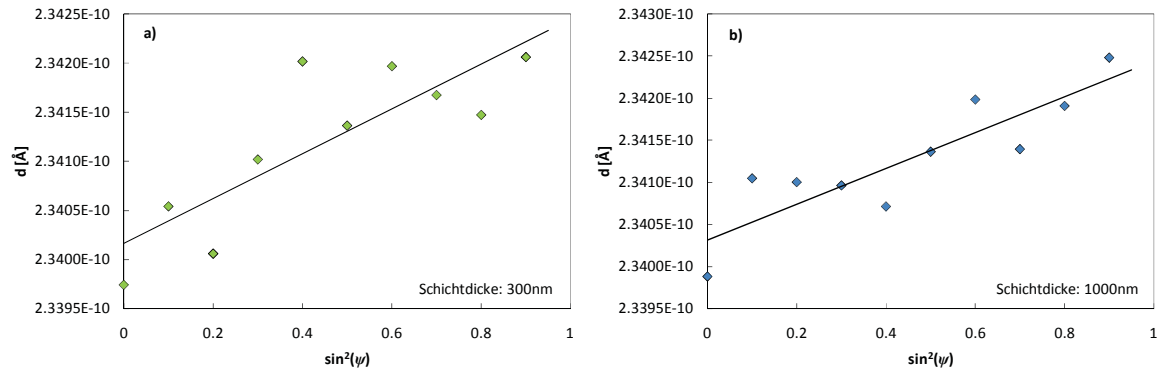 a)
d [Å]
2.3425E-10
2.3420E-10
2.3415E-10
2.3410E-10
2.3405E-10
2.3400E-10
2.3395E-10
Schichtdicke: 300nm
0 0.2 0.4 0.6 0.8 1
sin²(ψ)
b)
d [Å]
2.3430E-10
2.3425E-10
2.3420E-10
2.3415E-10
2.3410E-10
2.3405E-10
2.3400E-10
2.3395E-10
Schichtdicke: 1000nm
0 0.2 0.4 0.6 0.8 1
sin²(ψ)